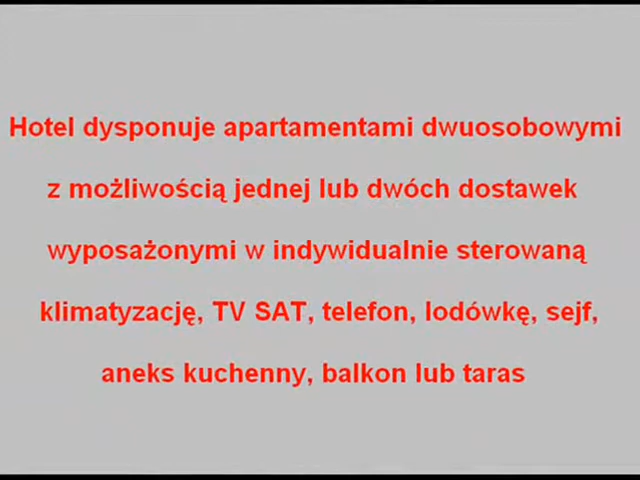 Hotel dysponuje apartamentami dwuosobowymi
z możliwością jednej lub dwóch dostawek
wyposażonymi w indywidualnie sterowaną
klimatyzację, TV SAT, telefon, lodówkę, sejf,
aneks kuchenny, balkon lub taras